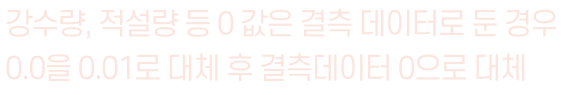 강수량, 적설량 등 0 값은 결측 데이터로 둔 경우
0.0을 0.01로 대체 후 결측데이터 0으로 대체